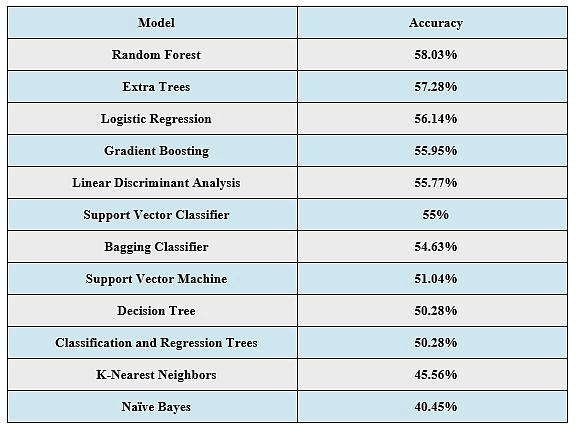 Model Accuracy
Random Forest 58.03%
Extra Trees 57.28%
Logistic Regression 56.14%
Gradient Boosting 55.95%
Linear Discriminant Analysis 55.77%
Support Vector Classifier 55%
Bagging Classifier 54.63%
Support Vector Machine 51.04%
Decision Tree 50.28%
Classification and Regression Trees 50.28%
K-Nearest Neighbors 45.56%
Naïve Bayes 40.45%